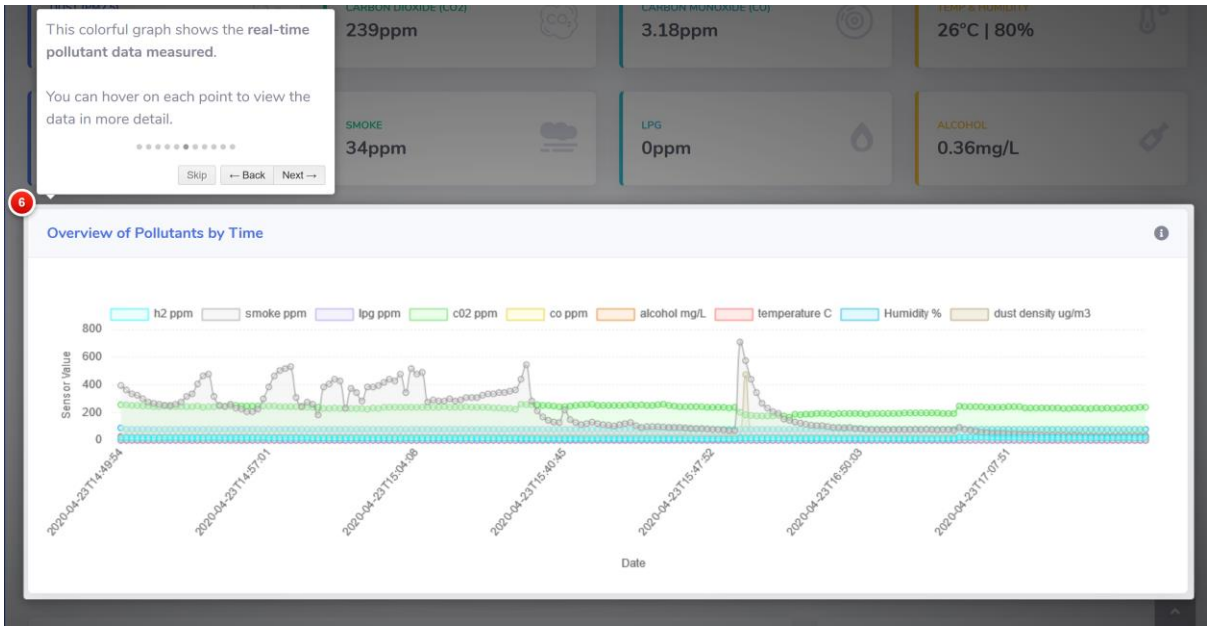 This colorful graph shows the real-time
pollutant data measured.
You can hover on each point to view the
data in more detail.
Skip
← Back
Next →
CARBON DIOXIDE (CO2)
239ppm
CARBON MONOXIDE (CO)
3.18ppm
TEMP & HUMIDITY
26°C | 80%
SMOKE
34ppm
LPG
0ppm
ALCOHOL
0.36mg/L
6
Overview of Pollutants by Time
h2 ppm
smoke ppm
lpg ppm
c02 ppm
co ppm
alcohol mg/L
temperature C
Humidity %
dust density ug/m3
Sensor Value
800
600
400
200
0
2020-04-23T14:49:54
2020-04-23T14:57:01
2020-04-23T15:04:08
2020-04-23T15:40:45
2020-04-23T15:47:52
2020-04-23T16:50:03
2020-04-23T17:07:51
Date